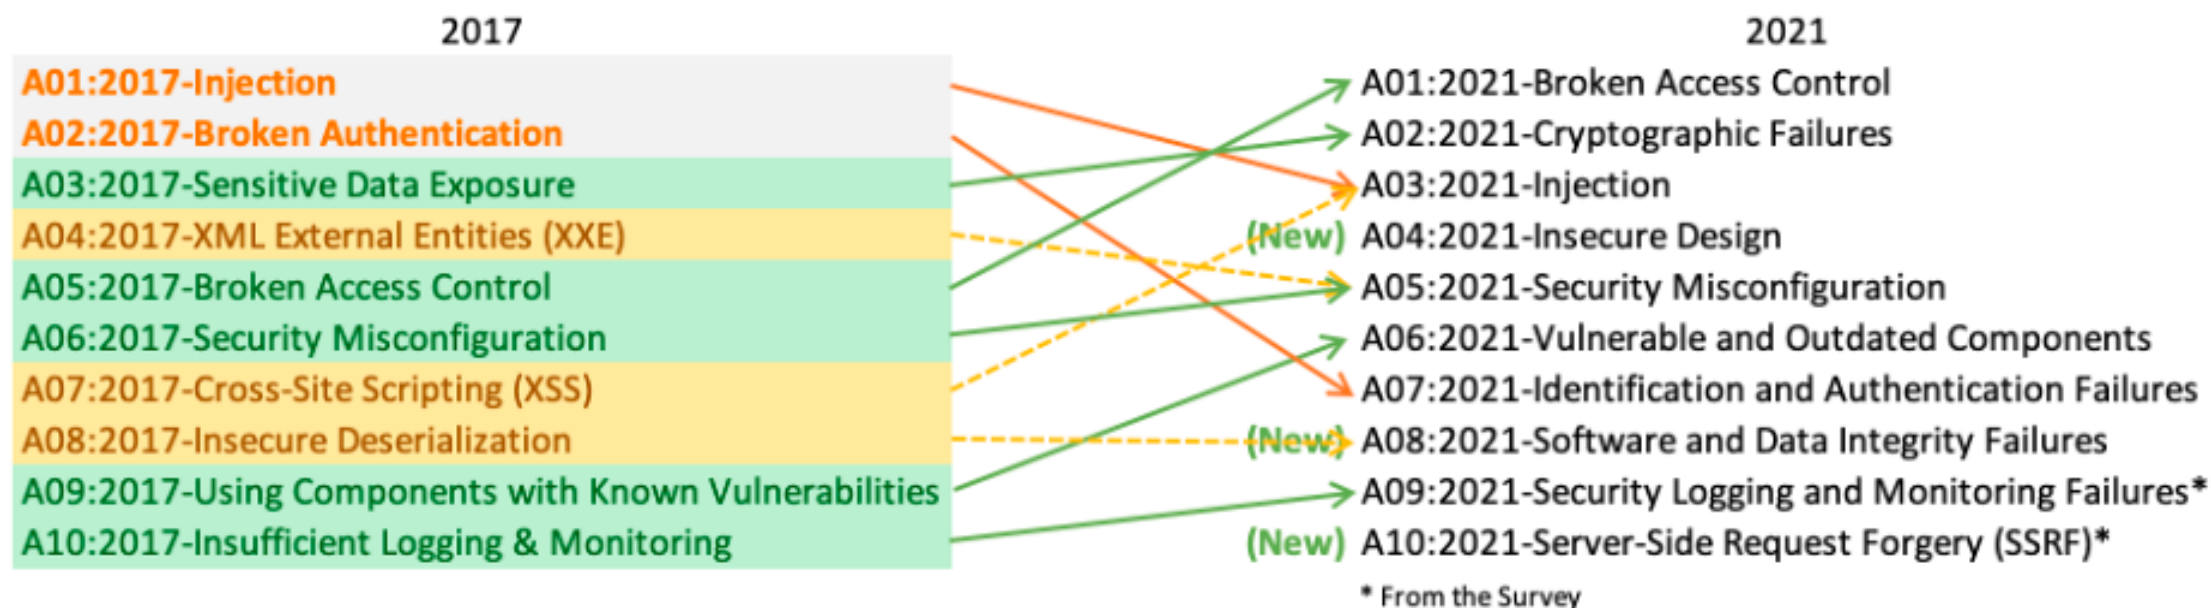 2017
A01:2017-Injection
A02:2017-Broken Authentication
A03:2017-Sensitive Data Exposure
A04:2017-XML External Entities (XXE)
A05:2017-Broken Access Control
A06:2017-Security Misconfiguration
A07:2017-Cross-Site Scripting (XSS)
A08:2017-Insecure Deserialization
A09:2017-Using Components with Known Vulnerabilities
A10:2017-Insufficient Logging & Monitoring
2021
A01:2021-Broken Access Control
A02:2021-Cryptographic Failures
A03:2021-Injection
(New) A04:2021-Insecure Design
A05:2021-Security Misconfiguration
A06:2021-Vulnerable and Outdated Components
A07:2021-Identification and Authentication Failures
(New) A08:2021-Software and Data Integrity Failures
A09:2021-Security Logging and Monitoring Failures*
(New) A10:2021-Server-Side Request Forgery (SSRF)*
* From the Survey